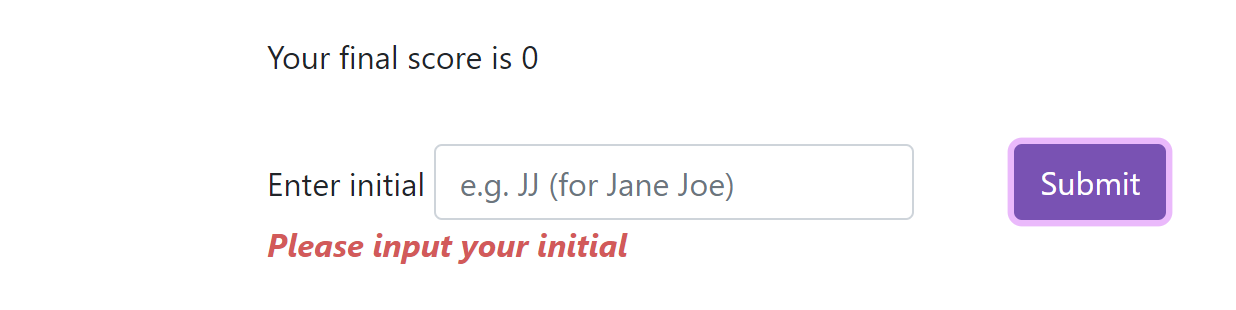 Your final score is 0
Enter initial e.g. JJ (for Jane Joe) Submit
Please input your initial